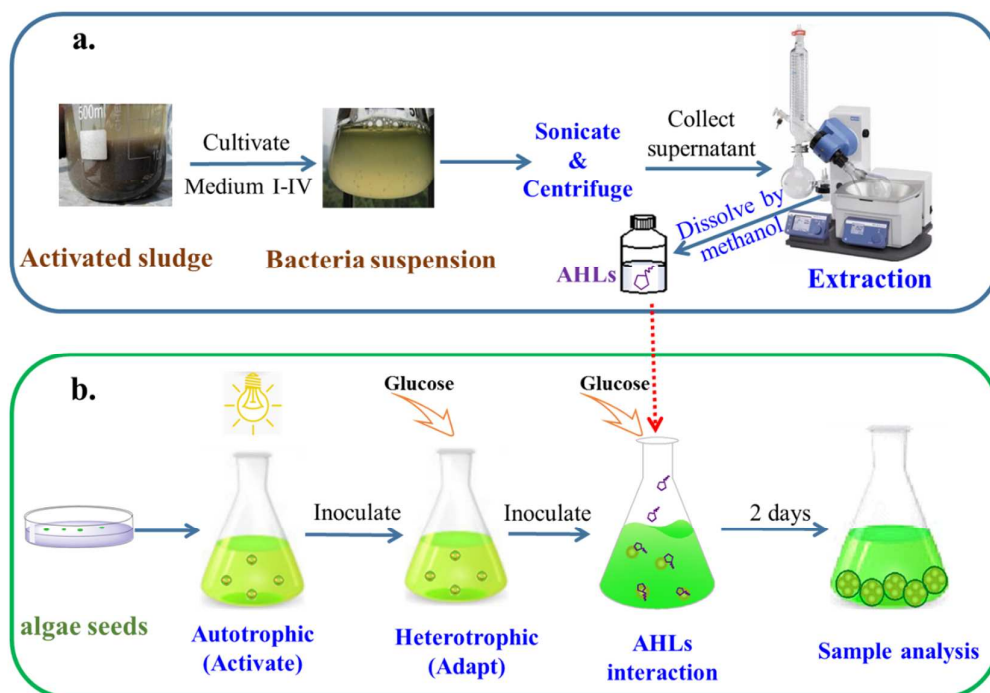 a.
500ml
Cultivate
Medium I-IV
Sonicate
&
Centrifuge
Collect
supernatant
Dissolve by
methanol
AHLs
Activated sludge
Bacteria suspension
Extraction
b.
Glucose
Glucose
Inoculate
Inoculate
2 days
algae seeds
Autotrophic
(Activate)
Heterotrophic
(Adapt)
AHLs
interaction
Sample analysis